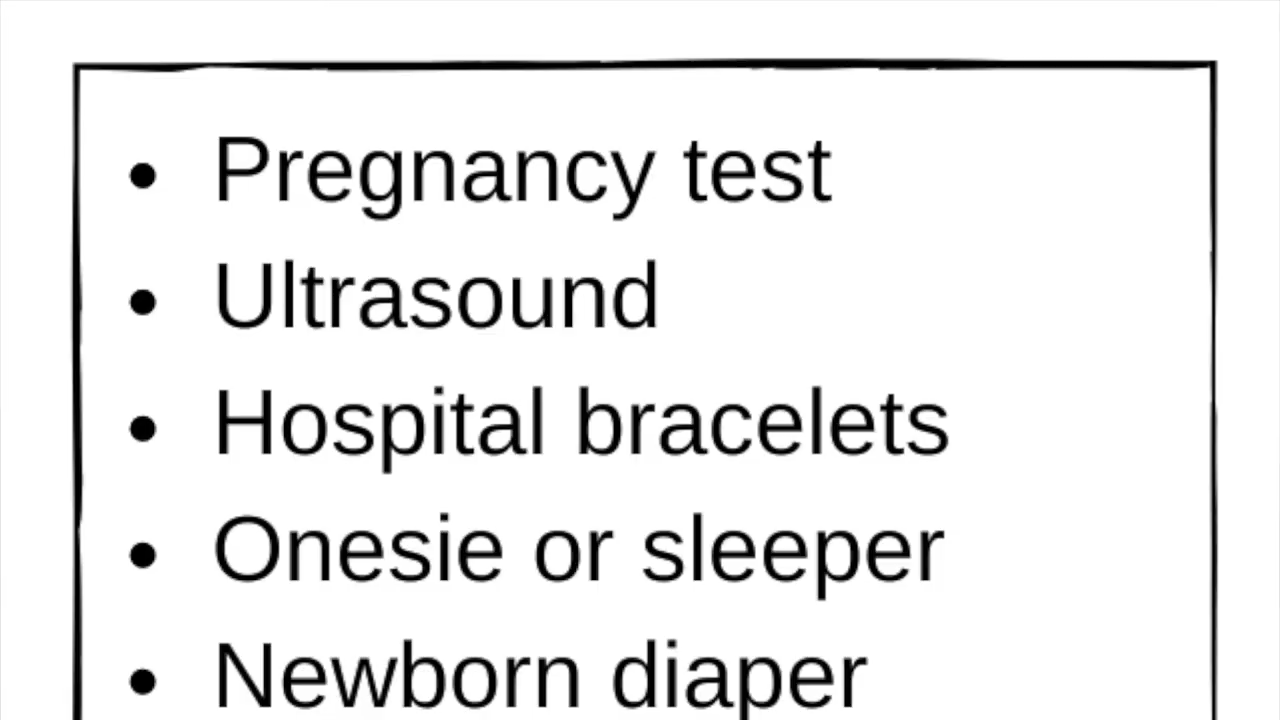 • Pregnancy test
• Ultrasound
• Hospital bracelets
• Onesie or sleeper
• Newborn diaper